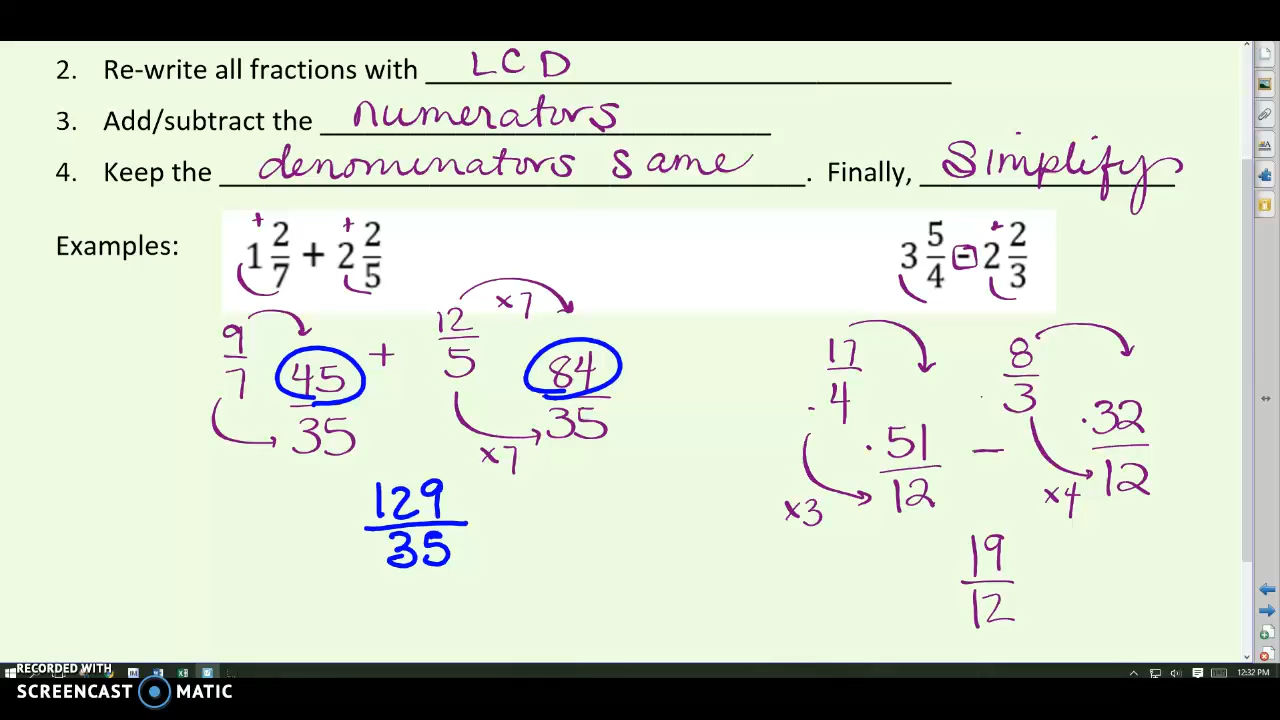 2. Re-write all fractions with LCD
3. Add/subtract the numerators
4. Keep the denominators same. Finally, Simplify
Examples: 1 2/7 + 2 2/5 3 5/4 - 2 2/3
9/7 45/35 + 12/5 ×7 84/35 ×7
129/35
17/4 ×3 ·51/12 - 8/3 ×4 ·32/12
19/12
RECORDED WITH
SCREENCAST MATIC
12:32 PM